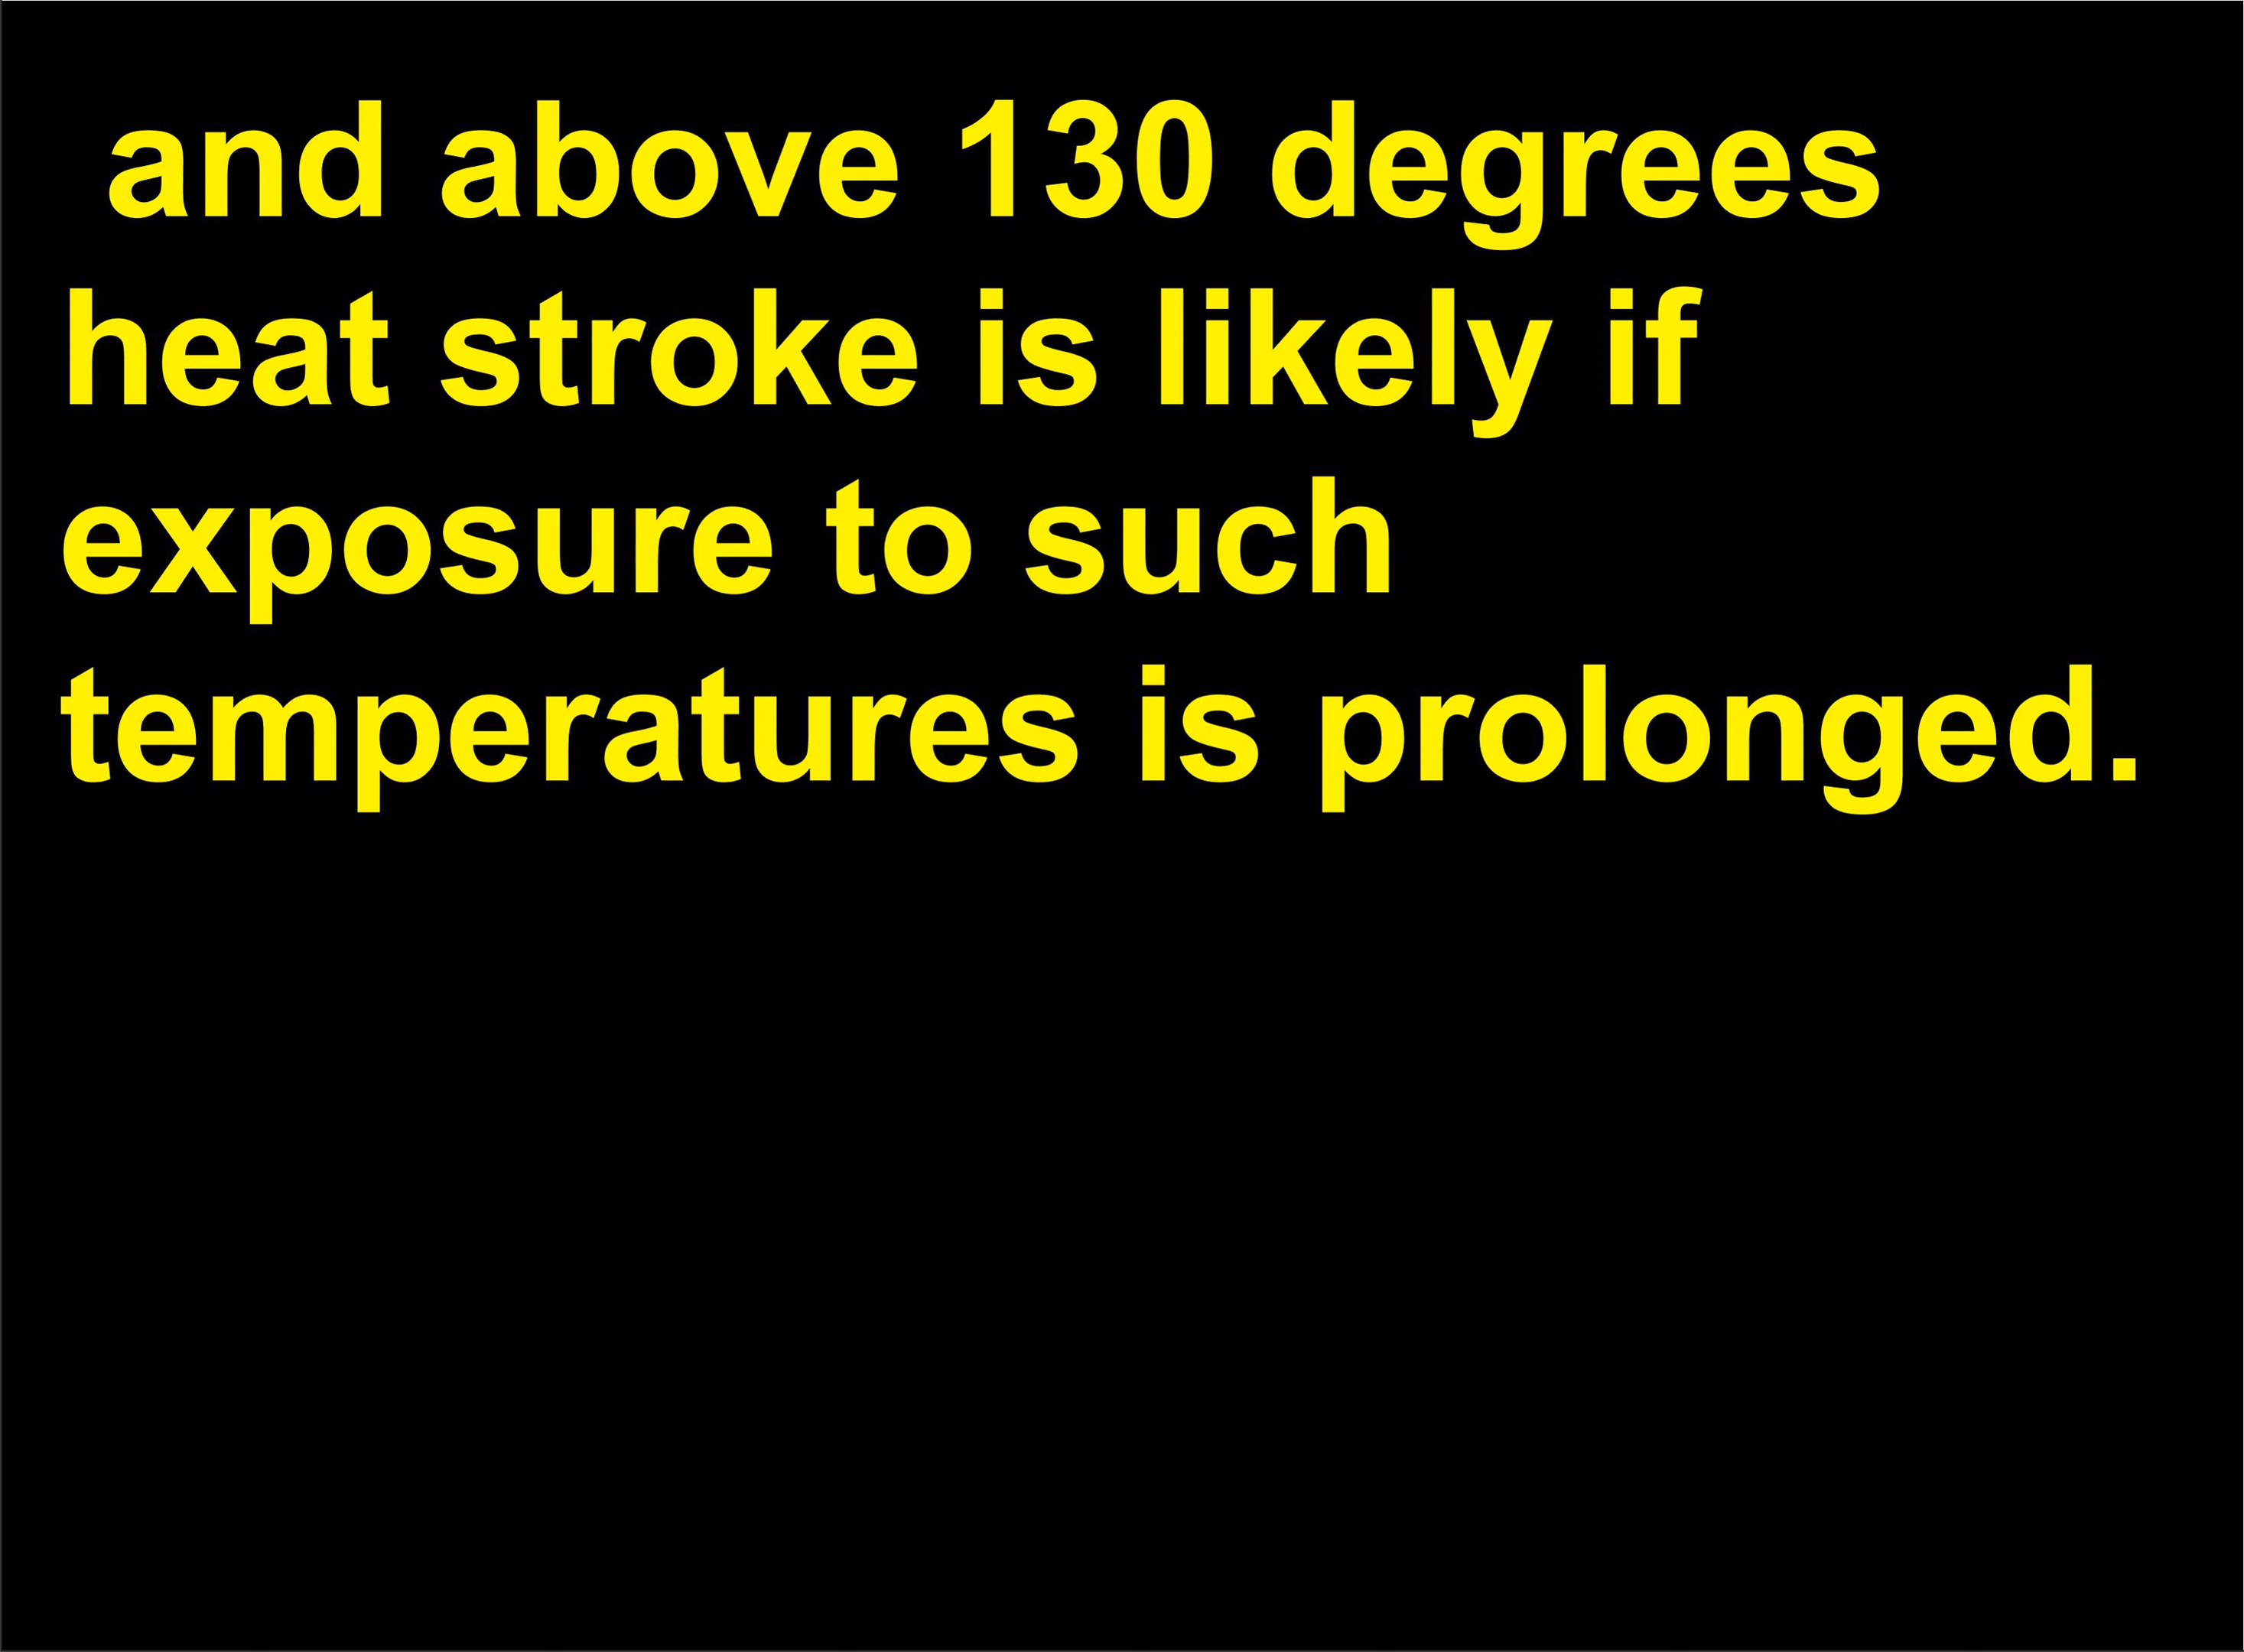 and above 130 degrees
heat stroke is likely if
exposure to such
temperatures is prolonged.